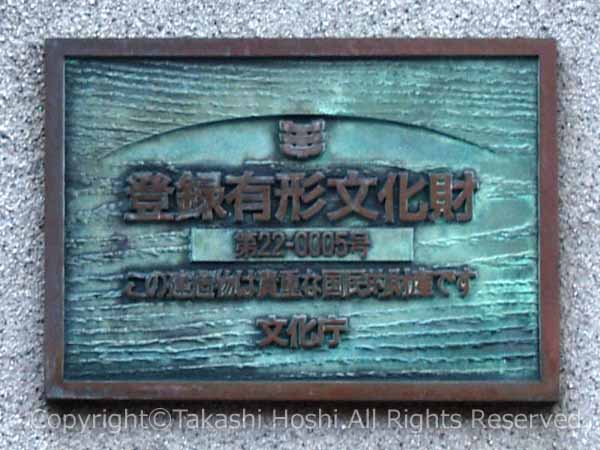 登録有形文化財
第22-0005号
この建造物は貴重な国民的財産です
文化庁
Copyright©Takashi Hoshi.All Rights Reserved.